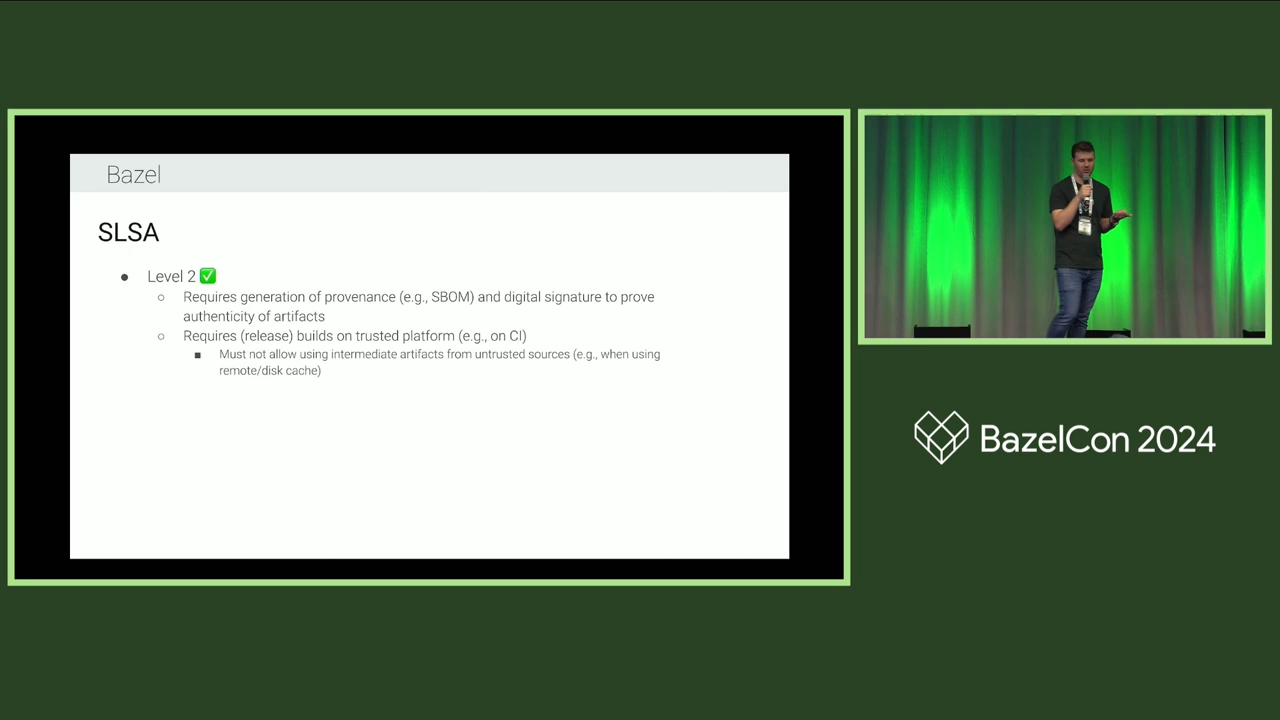 Bazel
SLSA
● Level 2 ✅
○ Requires generation of provenance (e.g., SBOM) and digital signature to prove
authenticity of artifacts
○ Requires (release) builds on trusted platform (e.g., on CI)
■ Must not allow using intermediate artifacts from untrusted sources (e.g., when using
remote/disk cache)
BazelCon 2024